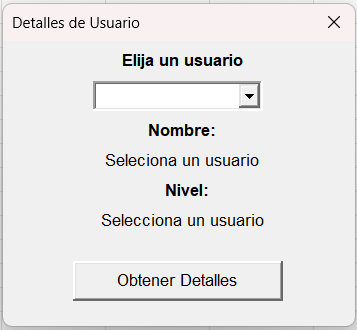 Detalles de Usuario
Elija un usuario
Nombre:
Seleciona un usuario
Nivel:
Selecciona un usuario
Obtener Detalles